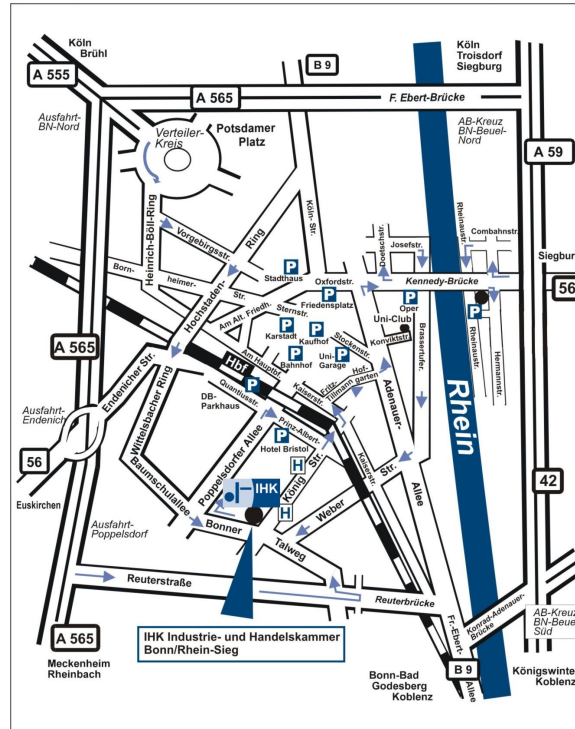 Köln
Brühl
B 9
Köln
Troisdorf
Siegburg
A 555
A 565
F. Ebert-Brücke
Ausfahrt-
BN-Nord
Verteiler-
Kreis
Potsdamer
Platz
AB-Kreuz
BN-Beuel-
Nord
A 59
Heinrich-Böll-Ring
Vorgebirgsstr.
Hochstaden-
Ring
Köln-Str.
Doetschstr.
Josefstr.
Rheinaustr.
Combahnstr.
Siegbur
Born-
heimer-
Str.
P
Stadthaus
Oxfordstr.
P
Friedensplatz
Kennedy-Brücke
56
Am Alt. Friedh.
Sternstr.
P
Karstadt
P
Kaufhof
Stockenstr.
P
Oper
Uni-Club
Konviktstr.
P
Brassertufer.
Rheinaustr.
Hermannstr.
A 565
Endenicher Str.
Hbf
Am Hauptbf.
P
Bahnhof
P
Uni-
Garage
Hof-
garten
Fritz-
Tillmann
Kaiserstr.
Adenauer-
Allee
Rhein
P
Quantiusstr.
DB-
Parkhaus
Ausfahrt-
Endenich
Wittelsbacher Ring
Poppelsdorfer Allee
Prinz-Albert-
Str.
P
Hotel Bristol
H
König
Kaiserstr.
56
Euskirchen
Baumschulallee
IHK
H
Weber
Str.
42
Ausfahrt-
Poppelsdorf
Bonner
Talweg
Reuterstraße
Reuterbrücke
Konrad-Adenauer-
Brücke
Fr.-Ebert-
Allee
AB-Kreuz
BN-Beue
Süd
A 565
IHK Industrie- und Handelskammer
Bonn/Rhein-Sieg
Meckenheim
Rheinbach
Bonn-Bad
Godesberg
Koblenz
B 9
Königswinte
Koblenz